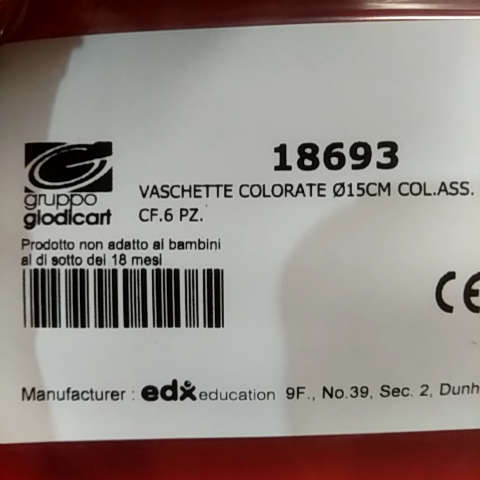 18693
gruppo
giodicart
VASCHETTE COLORATE Ø15CM COL.ASS.
CF.6 PZ.
Prodotto non adatto ai bambini
al di sotto dei 18 mesi
CE
Manufacturer : edx education 9F., No.39, Sec. 2, Dunh